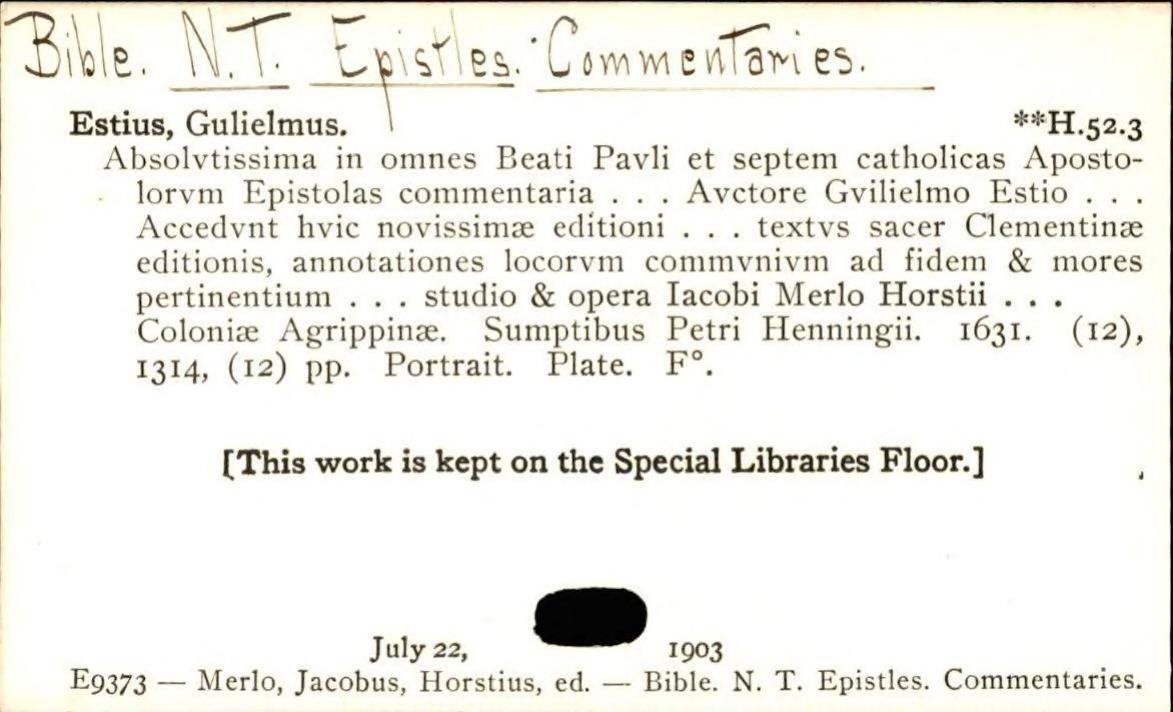 Bible. N.T. Epistles. Commentaries.
Estius, Gulielmus. **H.52.3
Absolvtissima in omnes Beati Pavli et septem catholicas Aposto-
lorvm Epistolas commentaria . . . Avctore Gvilielmo Estio . . .
Accedvnt hvic novissimæ editioni . . . textvs sacer Clementinæ
editionis, annotationes locorvm commvnivm ad fidem & mores
pertinentium . . . studio & opera Iacobi Merlo Horstii . . .
Coloniæ Agrippinæ. Sumptibus Petri Henningii. 1631. (12),
1314, (12) pp. Portrait. Plate. F°.
[This work is kept on the Special Libraries Floor.]
July 22, 1903
E9373 — Merlo, Jacobus, Horstius, ed. — Bible. N. T. Epistles. Commentaries.